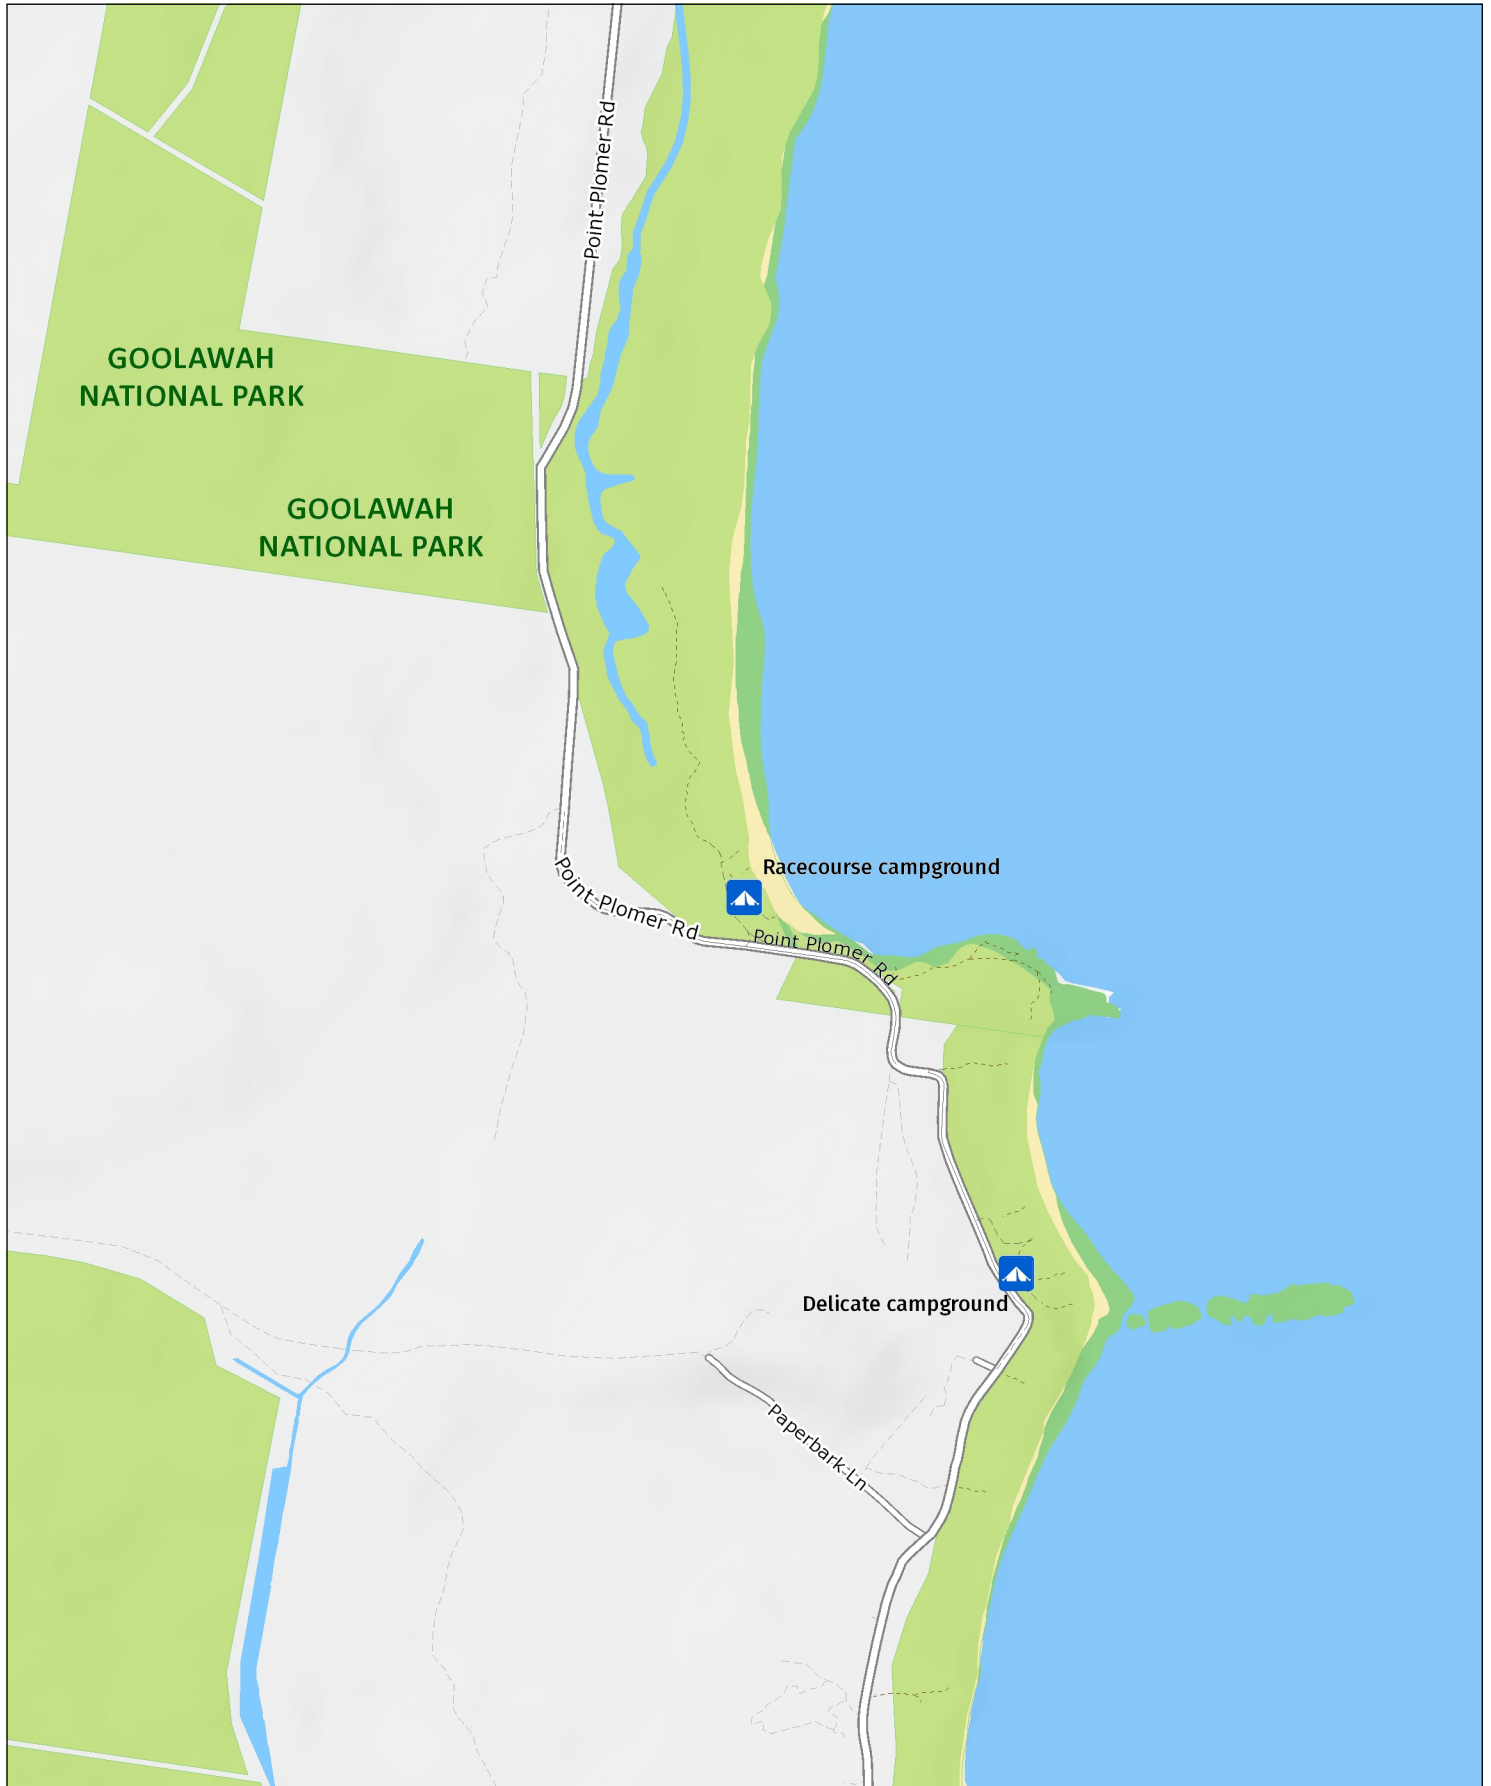 Point Plomer Rd
GOOLAWAH
NATIONAL PARK
GOOLAWAH
NATIONAL PARK
Racecourse campground
Point Plomer Rd
Point Plomer Rd
Delicate campground
Paperbark Ln